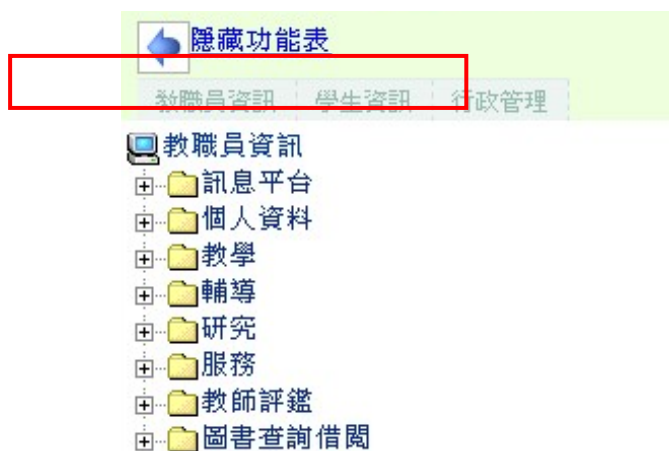 隱藏功能表
教職員資訊 學生資訊 行政管理
教職員資訊
訊息平台
個人資料
教學
輔導
研究
服務
教師評鑑
圖書查詢借閱